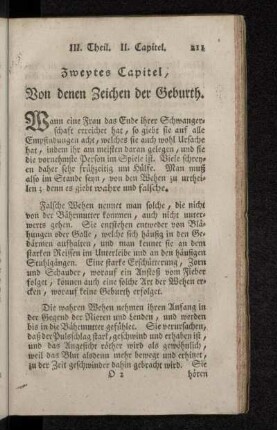 III. Theil. II. Capitel. 211
Zweytes Capitel,
Von denen Zeichen der Geburth.
Wann eine Frau das Ende ihrer Schwanger-
schaft erreichet hat, so giebt sie auf alle
Empfindungen acht, welches sie auch wohl Ursache
hat, indem ihr am meisten daran gelegen, und sie
die vornehmste Person im Spiele ist. Viele schrey-
en daher sehr frühzeitig um Hülfe. Man muß
also im Stande seyn, von den Wehen zu urthei-
len; denn es giebt wahre und falsche.
Falsche Wehen nennet man solche, die nicht
von der Bährmutter kommen, auch nicht unter-
werts gehen. Sie entstehen entweder von Blä-
hungen oder Galle, welche sich häufig in den Ge-
därmen aufhalten, und man kennet sie an dem
starken Reissen im Unterleibe und an den häufigen
Stuhlgängen. Eine starke Erschütterung, Zorn
und Schauder, worauf ein Anstoß vom Fieber
folget, können auch eine solche Art der Wehen er-
wecken, worauf keine Geburth erfolget.
Die wahren Wehen nehmen ihren Anfang in
der Gegend der Nieren und Lenden, und werden
bis in die Bährmutter gefühlet. Sie verursachen,
daß der Pulsschlag stark, geschwind und erhaben ist,
und das Angesicht röther wird als gewöhnlich,
weil das Blut alsdenn mehr bewegt und erhitzet,
zu der Zeit geschwinder dahin gebracht wird. Sie
O 2 hören